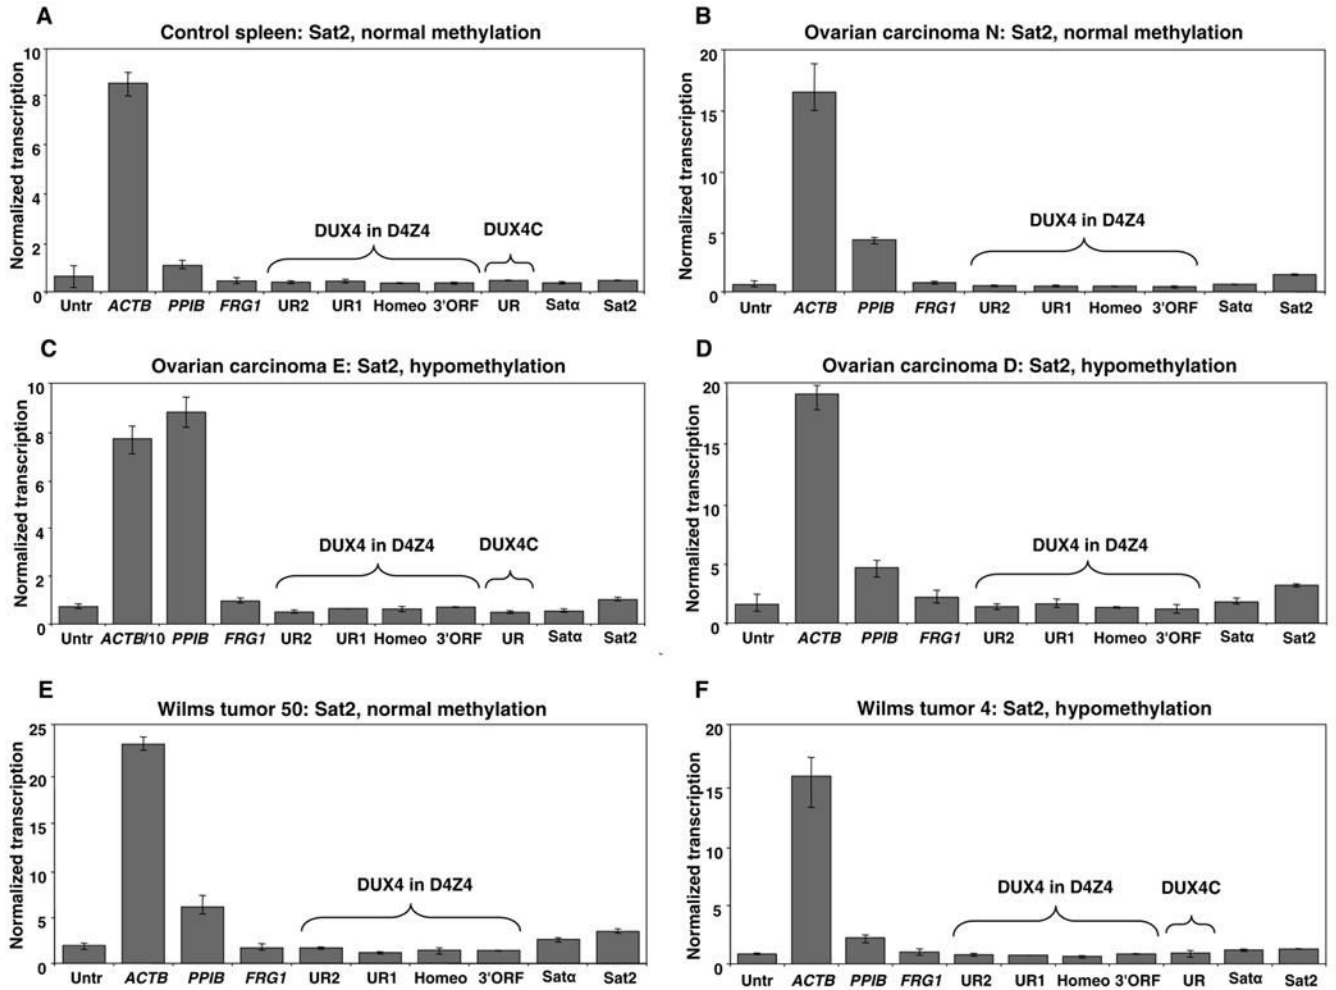 A
Control spleen: Sat2, normal methylation
Normalized transcription
10
8
6
4
2
0
DUX4 in D4Z4
DUX4C
Untr ACTB PPIB FRG1 UR2 UR1 Homeo 3'ORF UR Satα Sat2
B
Ovarian carcinoma N: Sat2, normal methylation
Normalized transcription
20
15
10
5
0
DUX4 in D4Z4
Untr ACTB PPIB FRG1 UR2 UR1 Homeo 3'ORF Satα Sat2
C
Ovarian carcinoma E: Sat2, hypomethylation
Normalized transcription
10
8
6
4
2
0
DUX4 in D4Z4
DUX4C
Untr ACTB/10 PPIB FRG1 UR2 UR1 Homeo 3'ORF UR Satα Sat2
D
Ovarian carcinoma D: Sat2, hypomethylation
Normalized transcription
20
15
10
5
0
DUX4 in D4Z4
Untr ACTB PPIB FRG1 UR2 UR1 Homeo 3'ORF Satα Sat2
E
Wilms tumor 50: Sat2, normal methylation
Normalized transcription
25
20
15
10
5
0
DUX4 in D4Z4
Untr ACTB PPIB FRG1 UR2 UR1 Homeo 3'ORF Satα Sat2
F
Wilms tumor 4: Sat2, hypomethylation
Normalized transcription
20
15
10
5
0
DUX4 in D4Z4
DUX4C
Untr ACTB PPIB FRG1 UR2 UR1 Homeo 3'ORF UR Satα Sat2